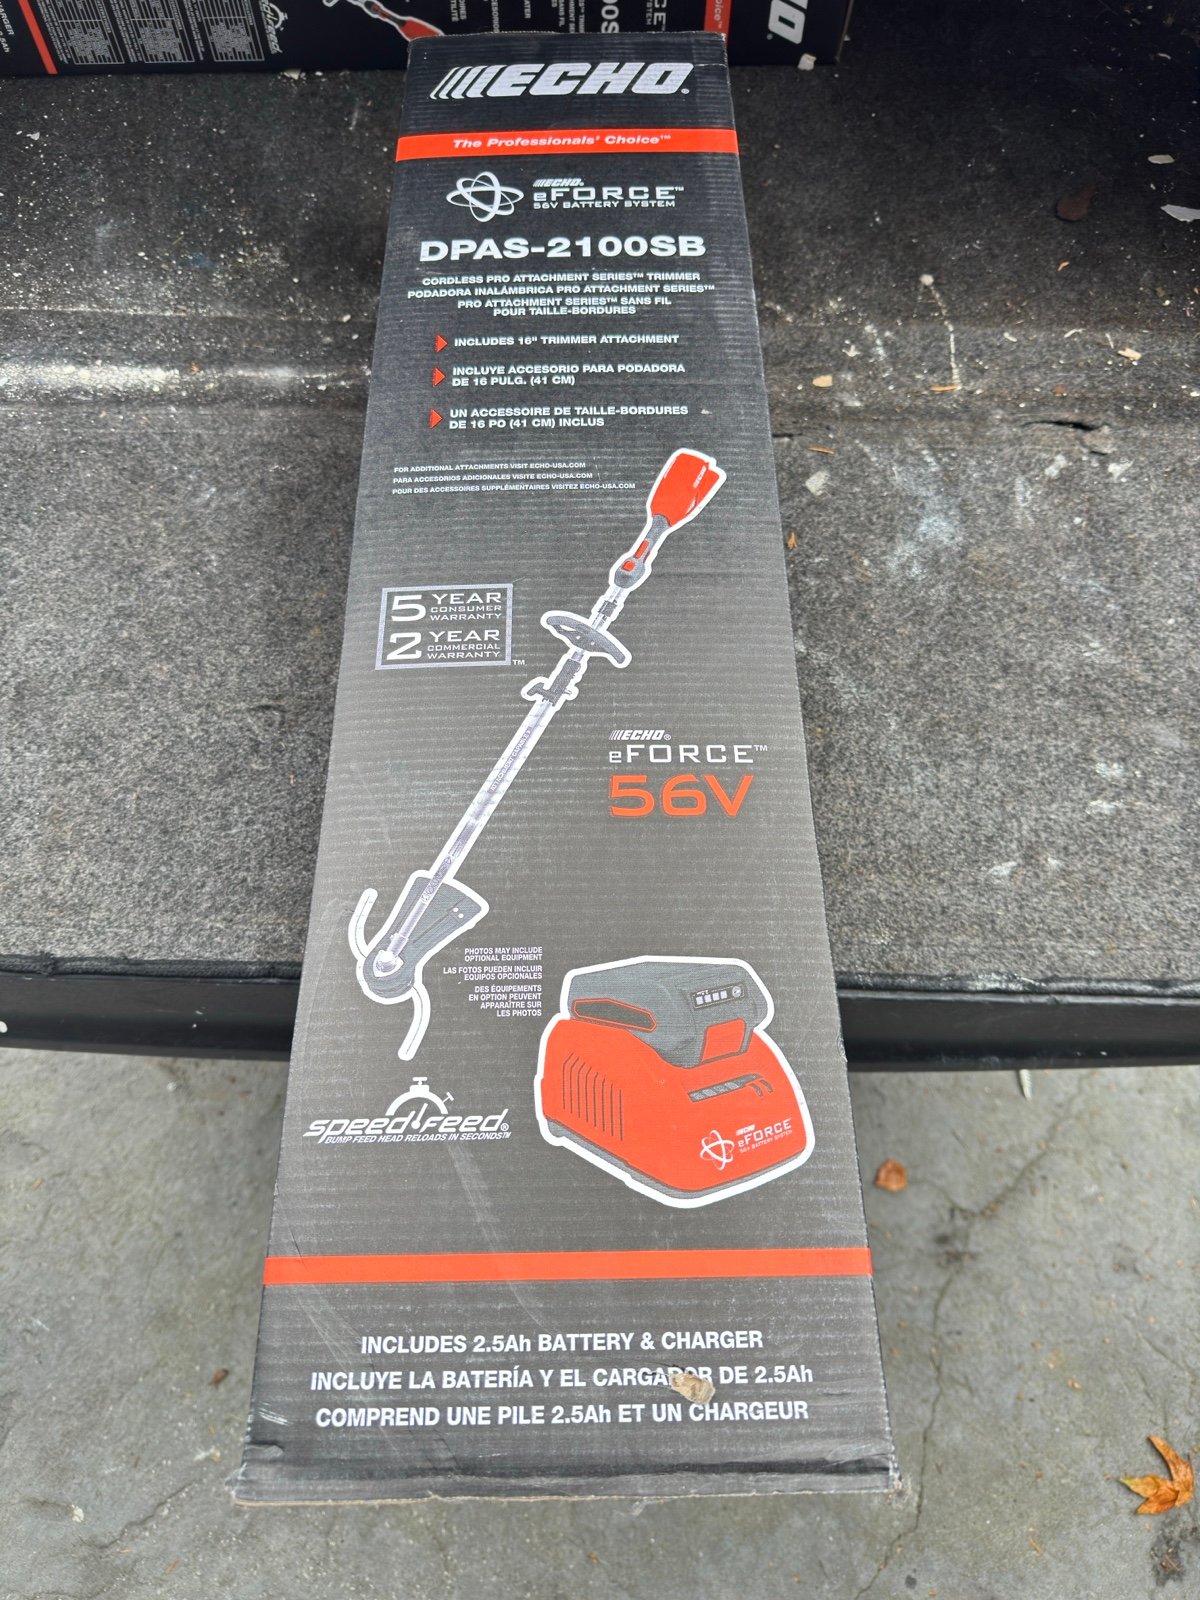 ECHO®
The Professionals' Choice™
ECHO
eFORCE™
56V BATTERY SYSTEM
DPAS-2100SB
CORDLESS PRO ATTACHMENT SERIES™ TRIMMER
PODADORA INALÁMBRICA PRO ATTACHMENT SERIES™
PRO ATTACHMENT SERIES™ SANS FIL
POUR TAILLE-BORDURES
INCLUDES 16" TRIMMER ATTACHMENT
INCLUYE ACCESORIO PARA PODADORA
DE 16 PULG. (41 CM)
UN ACCESSOIRE DE TAILLE-BORDURES
DE 16 PO (41 CM) INCLUS
FOR ADDITIONAL ATTACHMENTS VISIT ECHO-USA.COM
PARA ACCESORIOS ADICIONALES VISITE ECHO-USA.COM
POUR DES ACCESSOIRES SUPPLÉMENTAIRES VISITEZ ECHO-USA.COM
5 YEAR
CONSUMER
WARRANTY
2 YEAR
COMMERCIAL
WARRANTY™
ECHO®
eFORCE™
56V
PHOTOS MAY INCLUDE
OPTIONAL EQUIPMENT
LAS FOTOS PUEDEN INCLUIR
EQUIPOS OPCIONALES
DES ÉQUIPEMENTS
EN OPTION PEUVENT
APPARAÎTRE SUR
LES PHOTOS
speed feed®
BUMP FEED HEAD RELOADS IN SECONDS™
ECHO
eFORCE
56V BATTERY SYSTEM
INCLUDES 2.5Ah BATTERY & CHARGER
INCLUYE LA BATERÍA Y EL CARGADOR DE 2.5Ah
COMPREND UNE PILE 2.5Ah ET UN CHARGEUR